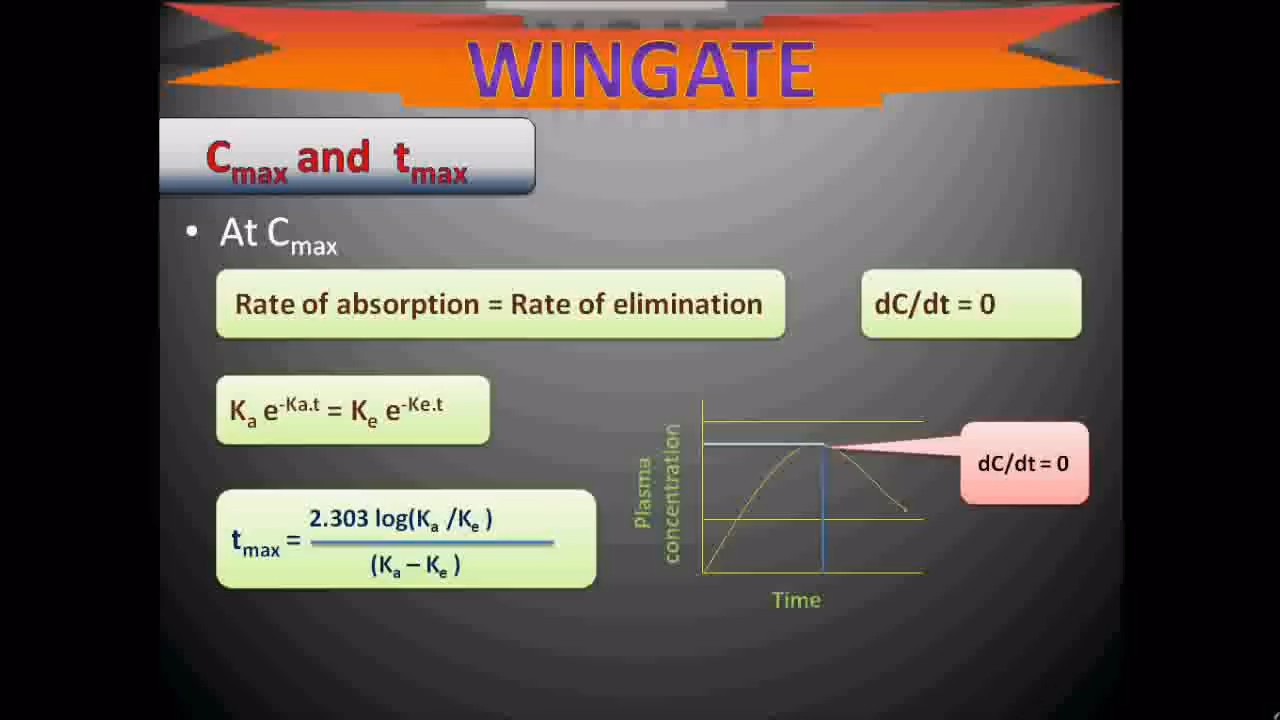 WINGATE
Cmax and tmax
• At Cmax
Rate of absorption = Rate of elimination
dC/dt = 0
Ka e-Ka.t = Ke e-Ke.t
tmax = 2.303 log(Ka /Ke )
(Ka – Ke )
Plasma
concentration
Time
dC/dt = 0